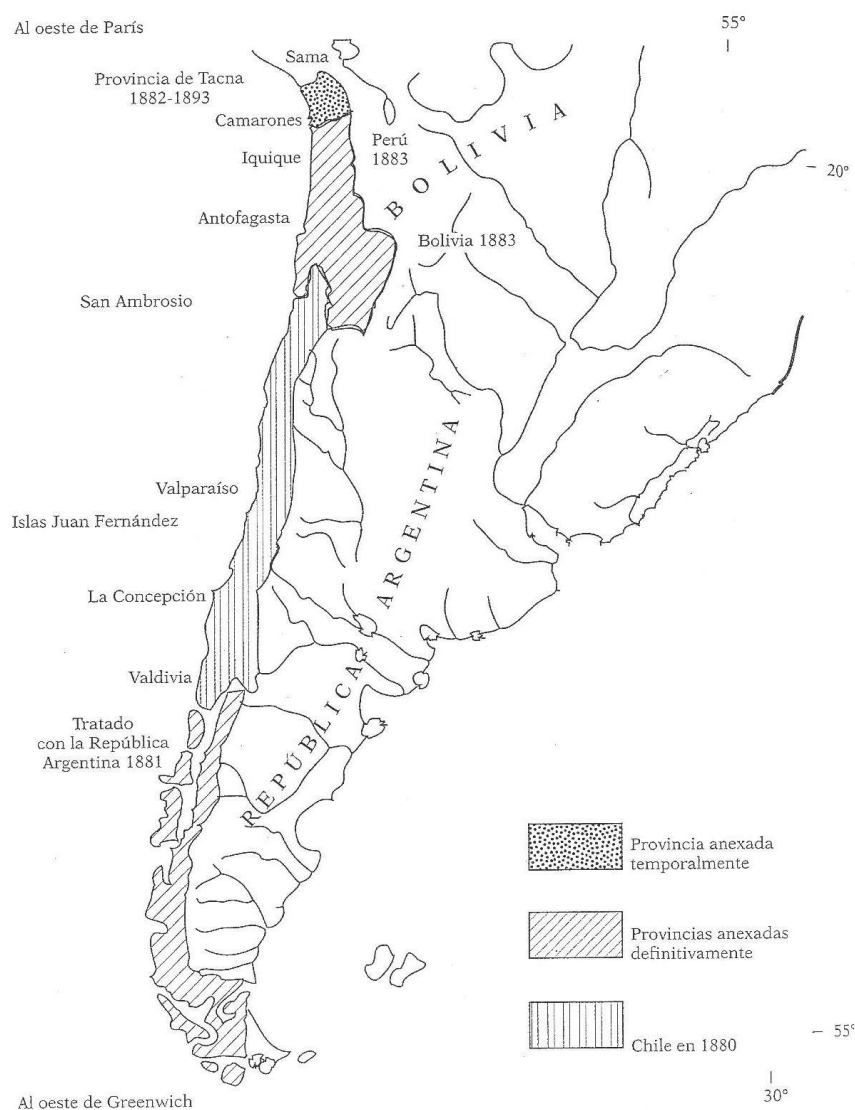 Al oeste de París
55°
Sama
Provincia de Tacna
1882-1893
Camarones
Perú
1883
Iquique
BOLIVIA
20°
Antofagasta
Bolivia 1883
San Ambrosio
Valparaíso
Islas Juan Fernández
REPÚBLICA ARGENTINA
La Concepción
Valdivia
Tratado
con la República
Argentina 1881
Provincia anexada
temporalmente
Provincias anexadas
definitivamente
Chile en 1880
55°
30°
Al oeste de Greenwich